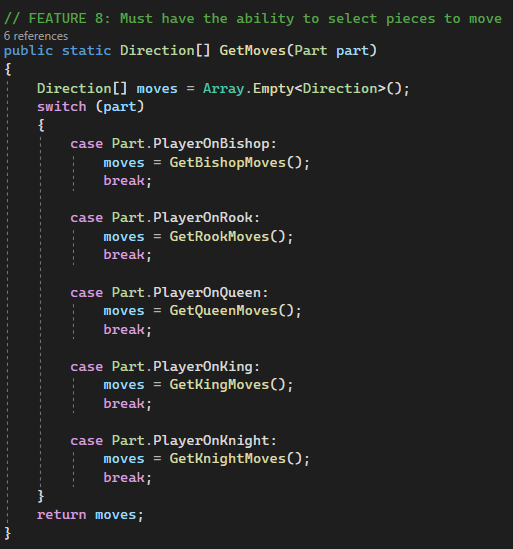 // FEATURE 8: Must have the ability to select pieces to move
6 references
public static Direction[] GetMoves(Part part)
{
    Direction[] moves = Array.Empty<Direction>();
    switch (part)
    {
        case Part.PlayerOnBishop:
            moves = GetBishopMoves();
            break;

        case Part.PlayerOnRook:
            moves = GetRookMoves();
            break;

        case Part.PlayerOnQueen:
            moves = GetQueenMoves();
            break;

        case Part.PlayerOnKing:
            moves = GetKingMoves();
            break;

        case Part.PlayerOnKnight:
            moves = GetKnightMoves();
            break;
    }
    return moves;
}